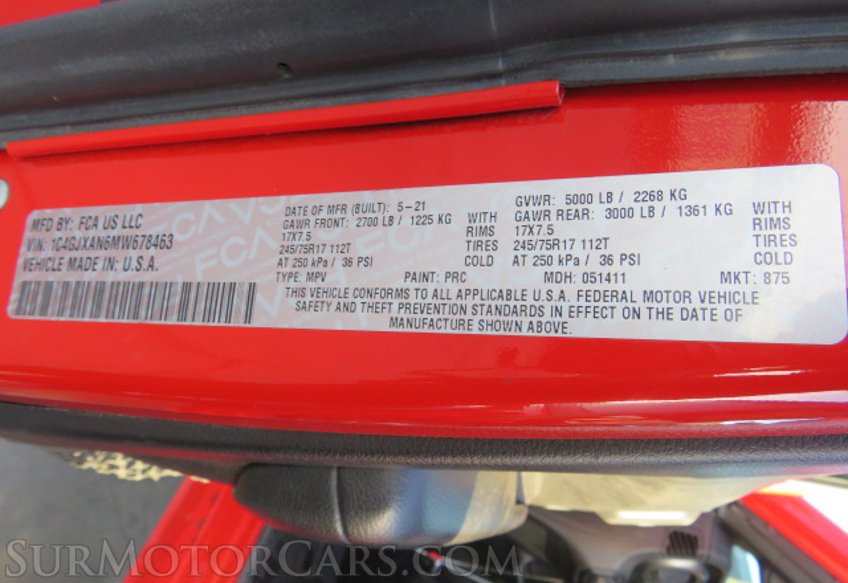 MFD BY: FCA US LLC
VIN: 1C4GJXAN6MW678463
VEHICLE MADE IN: U.S.A.
DATE OF MFR (BUILT): 5-21
GAWR FRONT: 2700 LB / 1225 KG WITH
17X7.5 RIMS
245/75R17 112T TIRES
AT 250 kPa / 36 PSI COLD
GVWR: 5000 LB / 2268 KG
GAWR REAR: 3000 LB / 1361 KG WITH
17X7.5 RIMS
245/75R17 112T TIRES
AT 250 kPa / 36 PSI COLD
TYPE: MPV PAINT: PRC MDH: 051411 MKT: 875
THIS VEHICLE CONFORMS TO ALL APPLICABLE U.S.A. FEDERAL MOTOR VEHICLE
SAFETY AND THEFT PREVENTION STANDARDS IN EFFECT ON THE DATE OF
MANUFACTURE SHOWN ABOVE.
SURMOTORCARS.COM